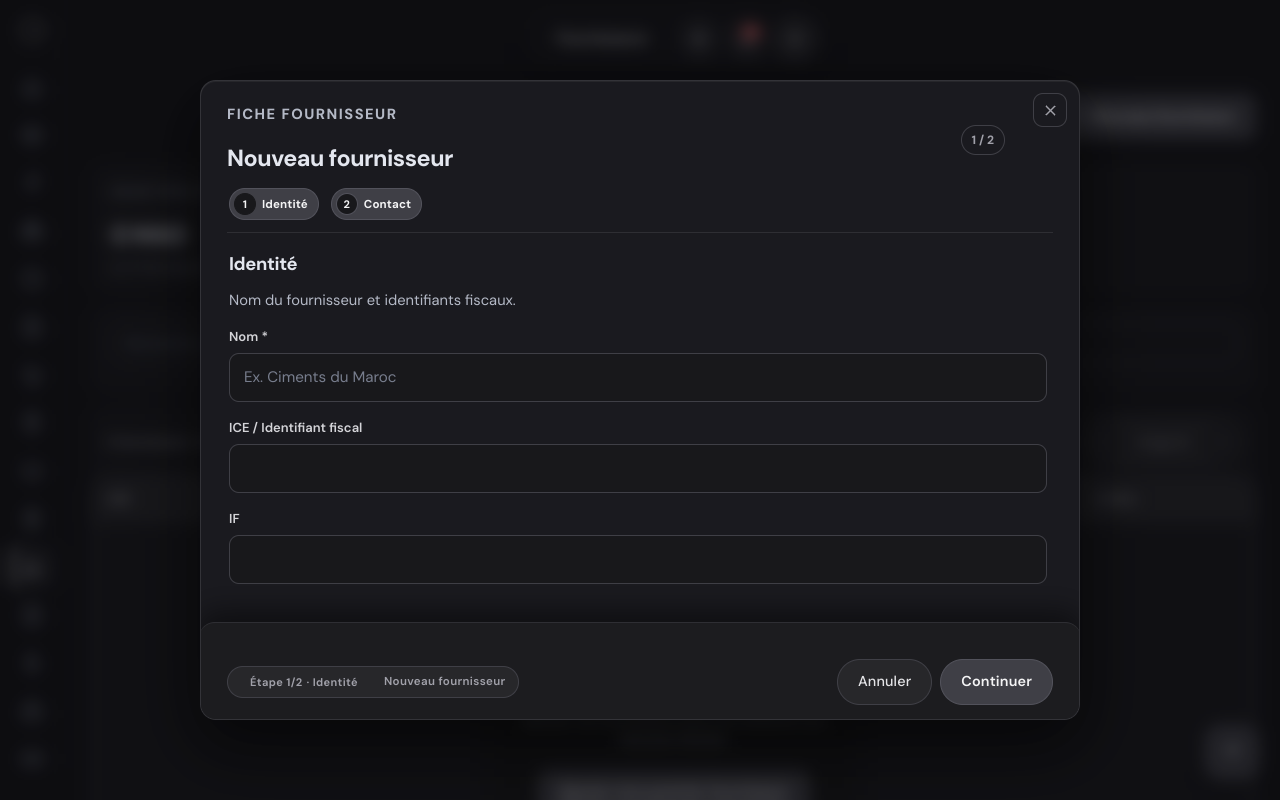 FICHE FOURNISSEUR
1 / 2
Nouveau fournisseur
1 Identité
2 Contact
Identité
Nom du fournisseur et identifiants fiscaux.
Nom *
Ex. Ciments du Maroc
ICE / Identifiant fiscal
IF
Étape 1/2 · Identité
Nouveau fournisseur
Annuler
Continuer